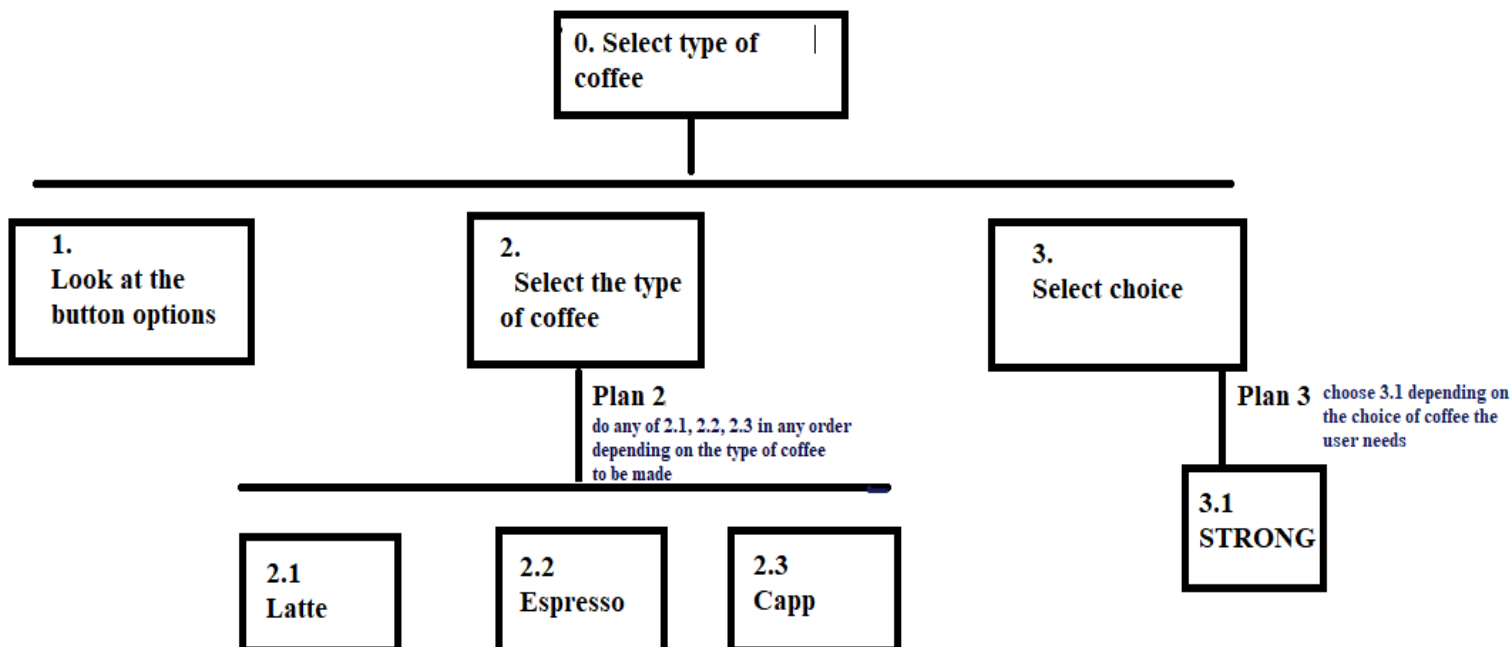 0. Select type of
coffee
1.
Look at the
button options
2.
Select the type
of coffee
3.
Select choice
Plan 2
do any of 2.1, 2.2, 2.3 in any order
depending on the type of coffee
to be made
Plan 3
choose 3.1 depending on
the choice of coffee the
user needs
2.1
Latte
2.2
Espresso
2.3
Capp
3.1
STRONG